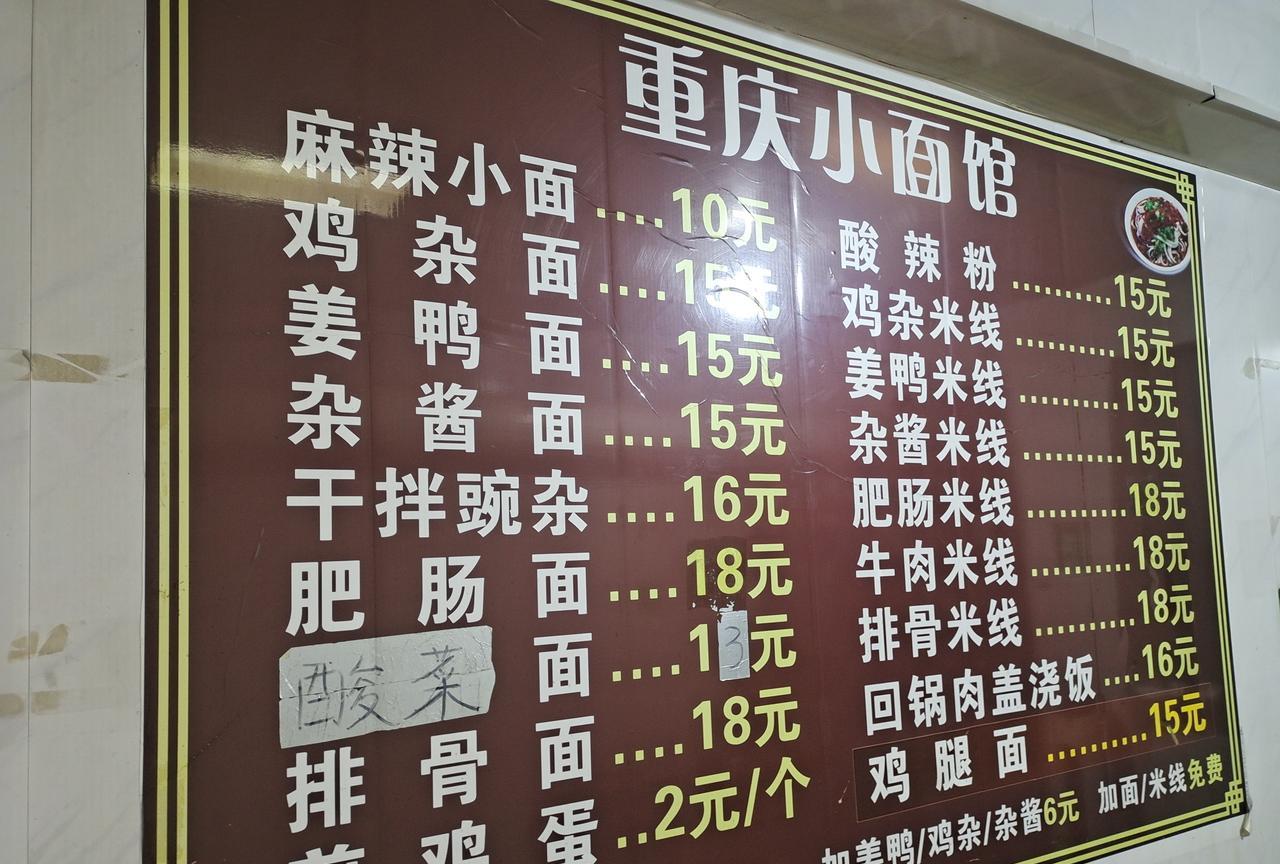 重庆小面馆
麻辣小面....10元
鸡杂面....15元
姜鸭面....15元
杂酱面....15元
干拌豌杂....16元
肥肠面....18元
酸菜面....13元
排骨面....18元
鸡蛋..2元/个
酸辣粉..........15元
鸡杂米线..........15元
姜鸭米线..........15元
杂酱米线..........15元
肥肠米线..........18元
牛肉米线..........18元
排骨米线..........18元
回锅肉盖浇饭....16元
鸡腿面..........15元
加姜鸭/鸡杂/杂酱6元 加面/米线免费